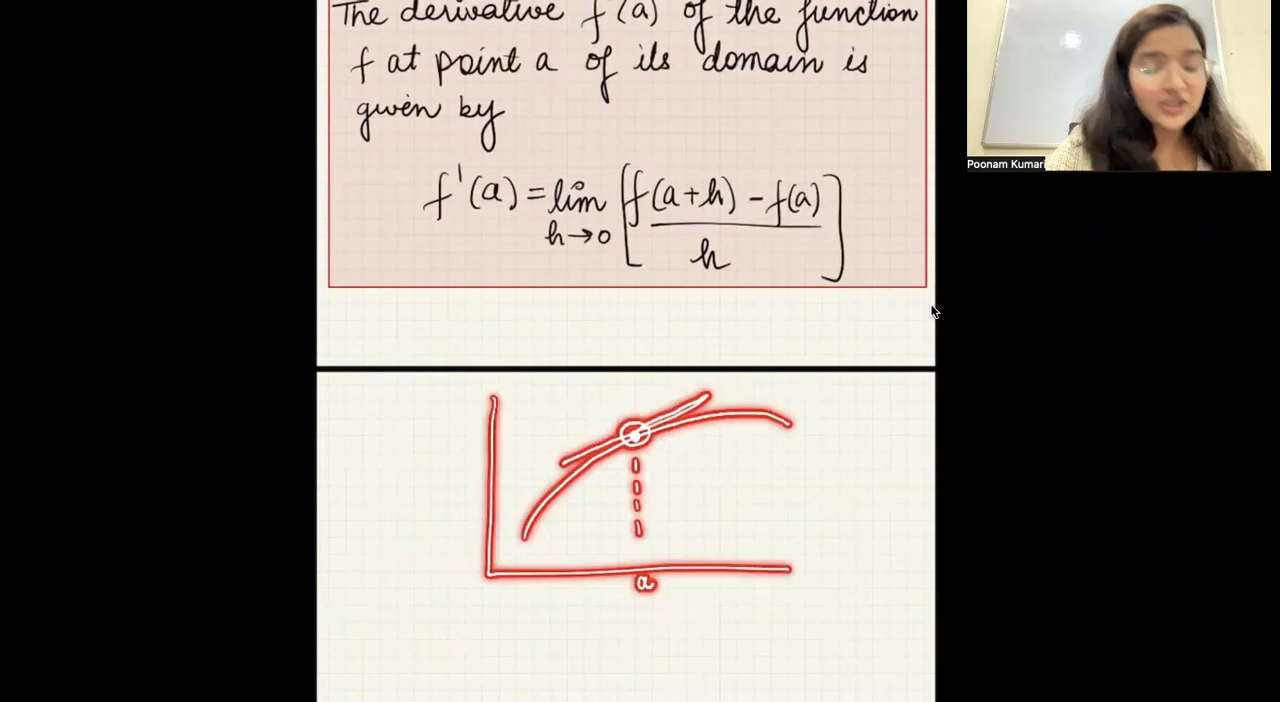 The derivative f'(a) of the function
f at point a of its domain is
given by
f'(a) = lim h→0 [f(a+h) - f(a) / h]
Poonam Kumari
a